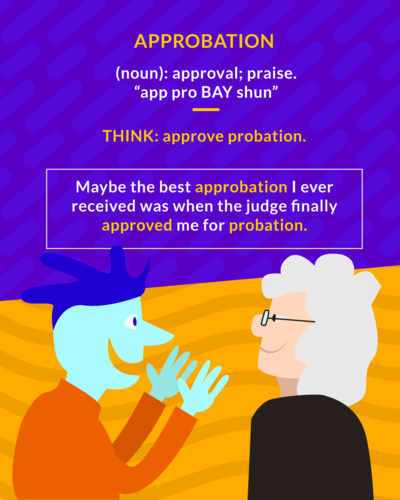 APPROBATION
(noun): approval; praise.
“app pro BAY shun”
THINK: approve probation.
Maybe the best approbation I ever
received was when the judge finally
approved me for probation.